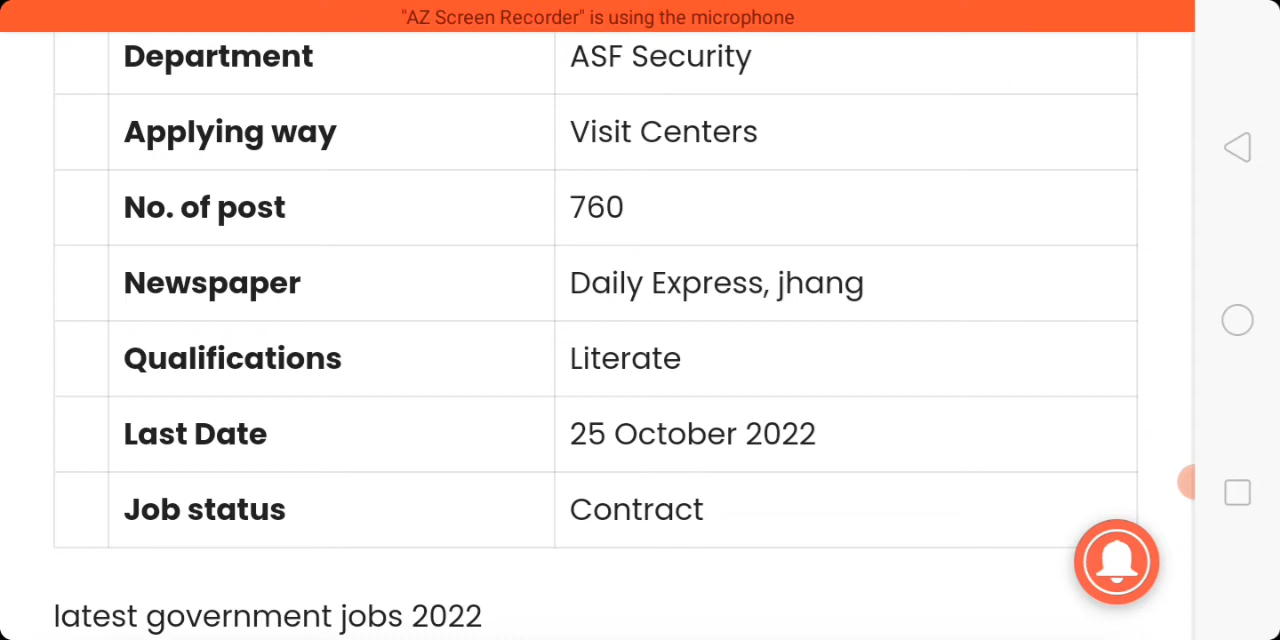 "AZ Screen Recorder" is using the microphone
Department ASF Security
Applying way Visit Centers
No. of post 760
Newspaper Daily Express, jhang
Qualifications Literate
Last Date 25 October 2022
Job status Contract
latest government jobs 2022